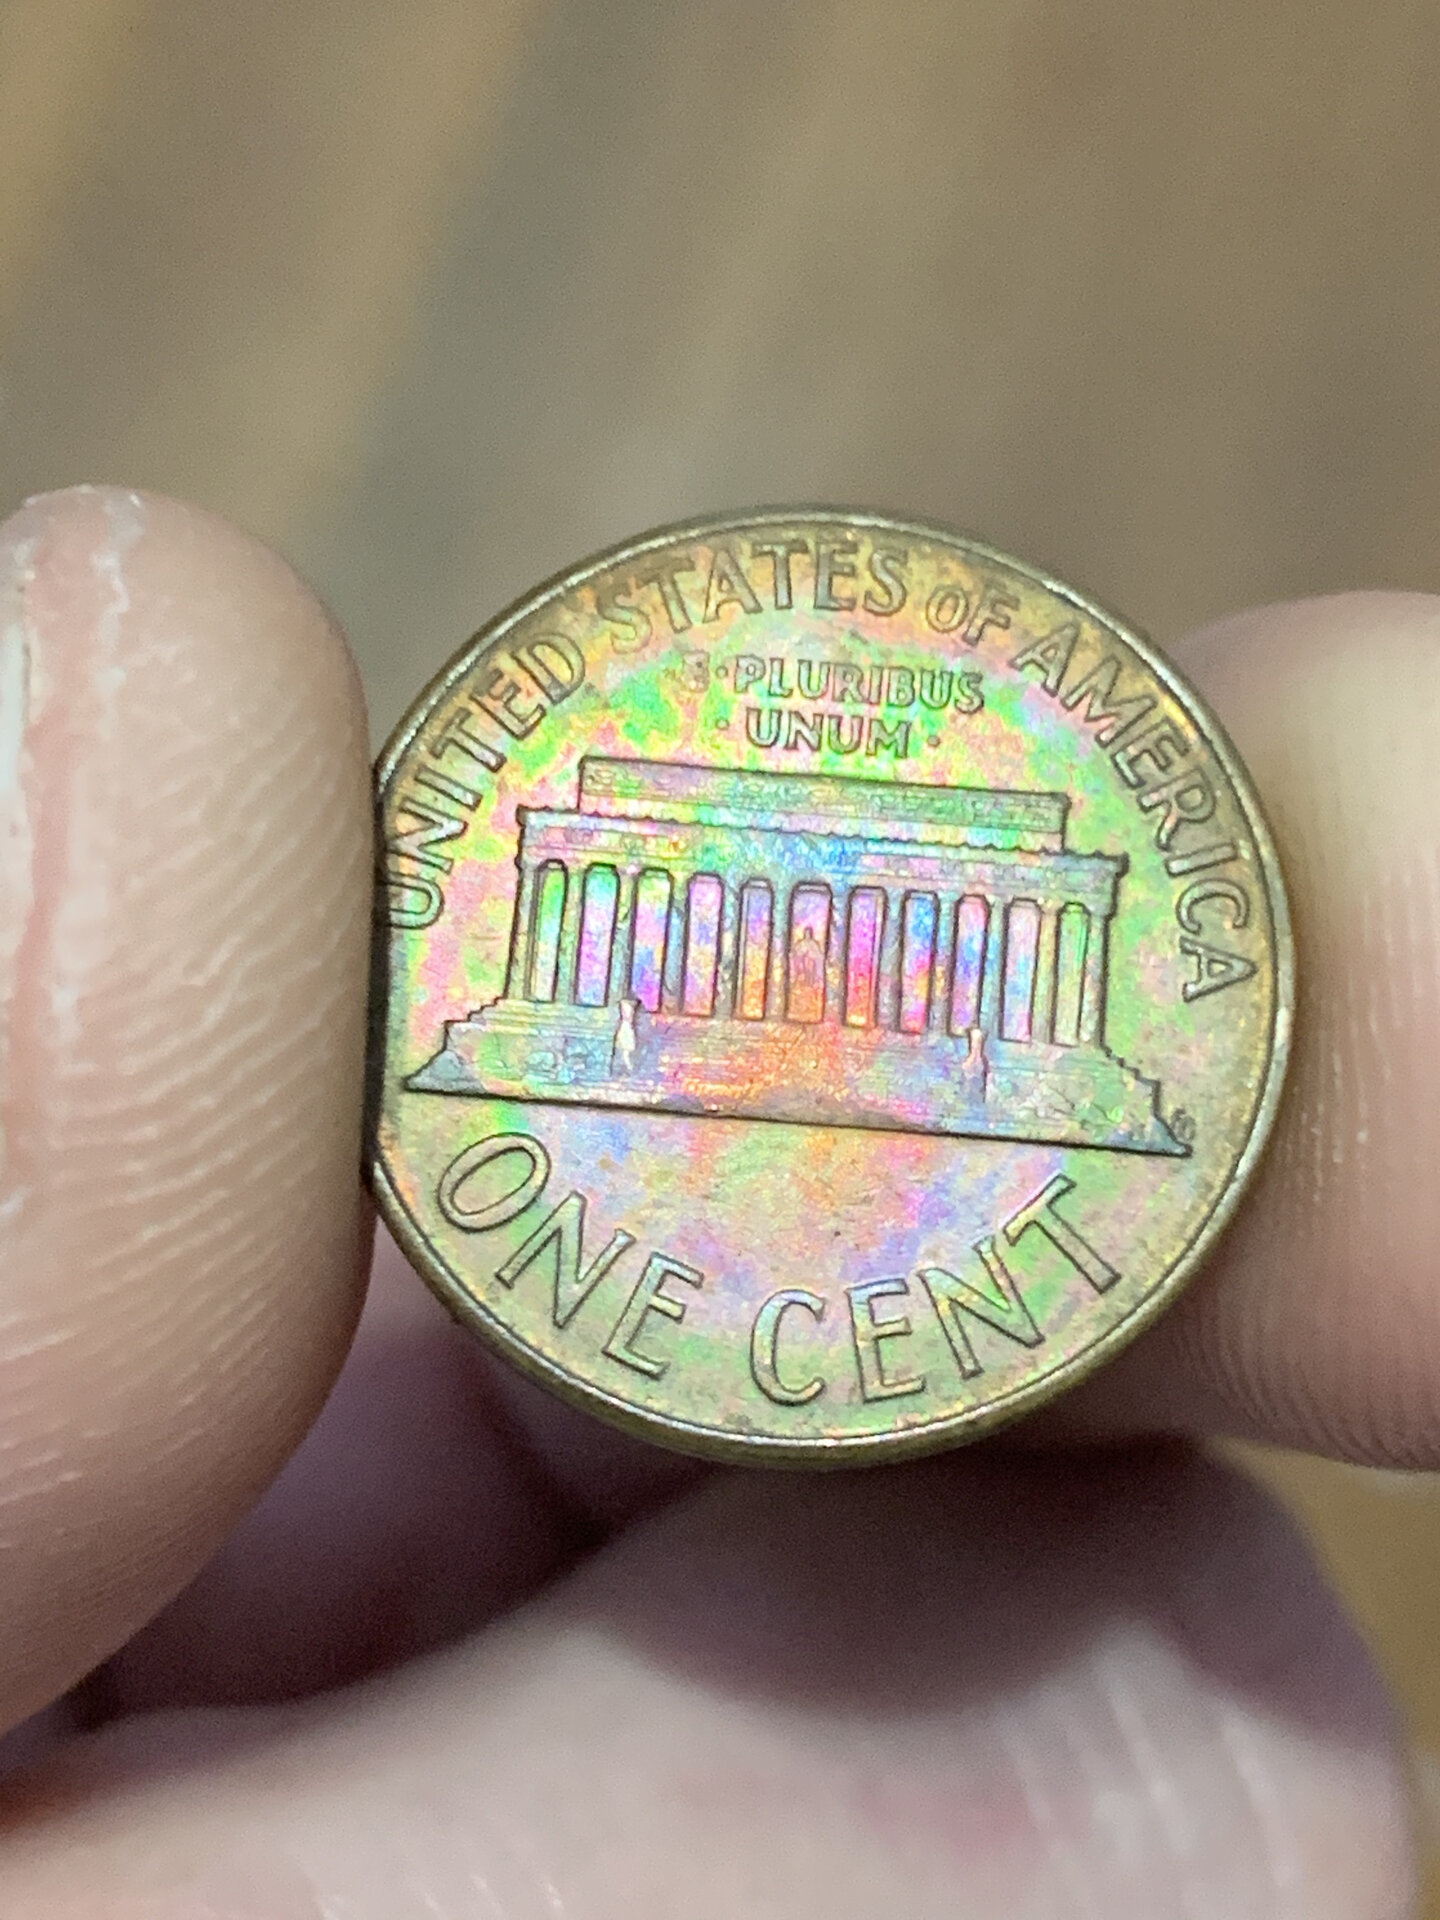 UNITED STATES OF AMERICA
E·PLURIBUS
·UNUM·
ONE CENT